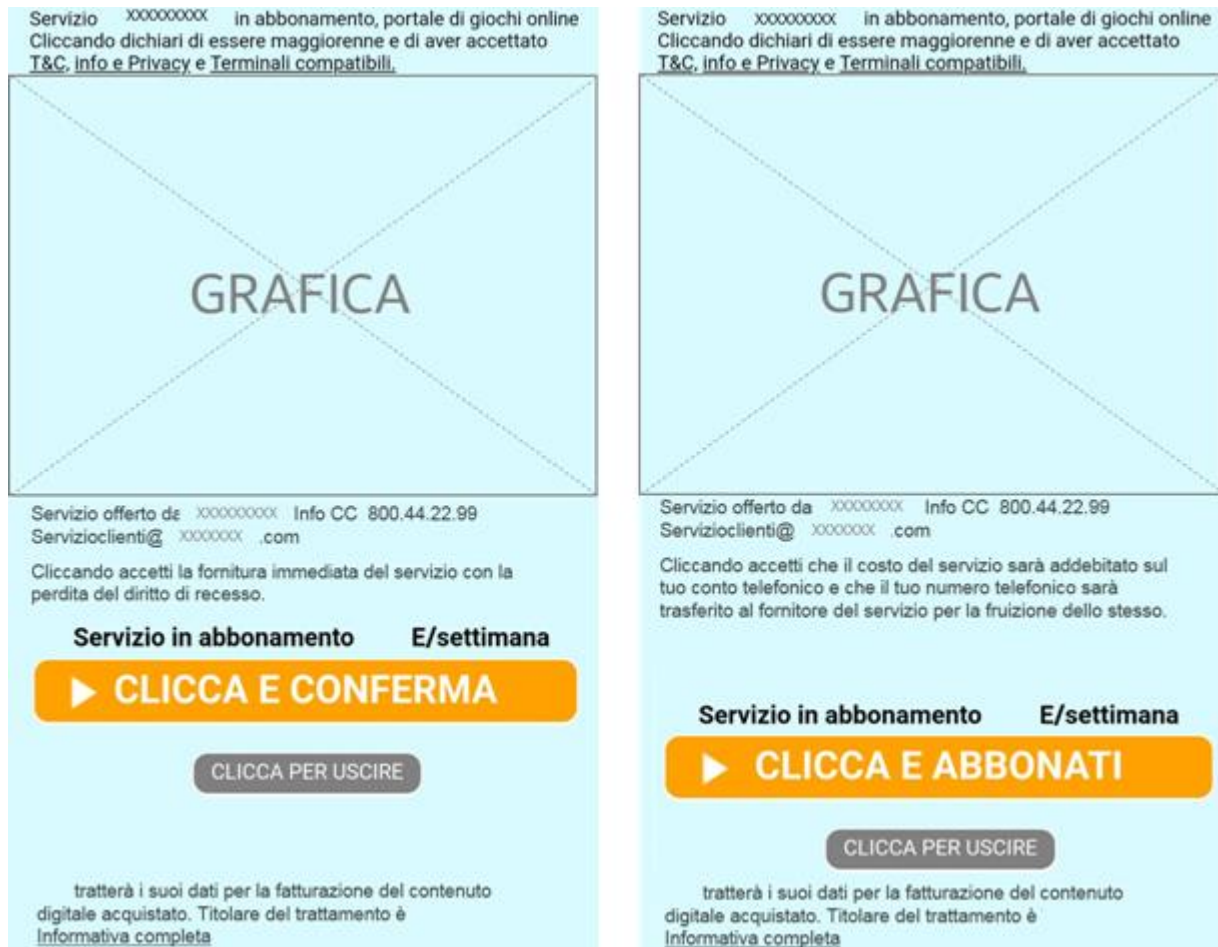 Servizio xxxxxxxxx in abbonamento, portale di giochi online
Cliccando dichiari di essere maggiorenne e di aver accettato
T&C, info e Privacy e Terminali compatibili.
GRAFICA
Servizio offerto da XXXXXXXXX Info CC 800.44.22.99
Servizioclienti@ XXXXXXX .com
Cliccando accetti la fornitura immediata del servizio con la
perdita del diritto di recesso.
Servizio in abbonamento E/settimana
CLICCA E CONFERMA
CLICCA PER USCIRE
tratterà i suoi dati per la fatturazione del contenuto
digitale acquistato. Titolare del trattamento è
Informativa completa
Servizio xxxxxxxxx in abbonamento, portale di giochi online
Cliccando dichiari di essere maggiorenne e di aver accettato
T&C, info e Privacy e Terminali compatibili.
GRAFICA
Servizio offerto da XXXXXXXX Info CC 800.44.22.99
Servizioclienti@ XXXXXXX .com
Cliccando accetti che il costo del servizio sarà addebitato sul
tuo conto telefonico e che il tuo numero telefonico sarà
trasferito al fornitore del servizio per la fruizione dello stesso.
Servizio in abbonamento E/settimana
CLICCA E ABBONATI
CLICCA PER USCIRE
tratterà i suoi dati per la fatturazione del contenuto
digitale acquistato. Titolare del trattamento è
Informativa completa